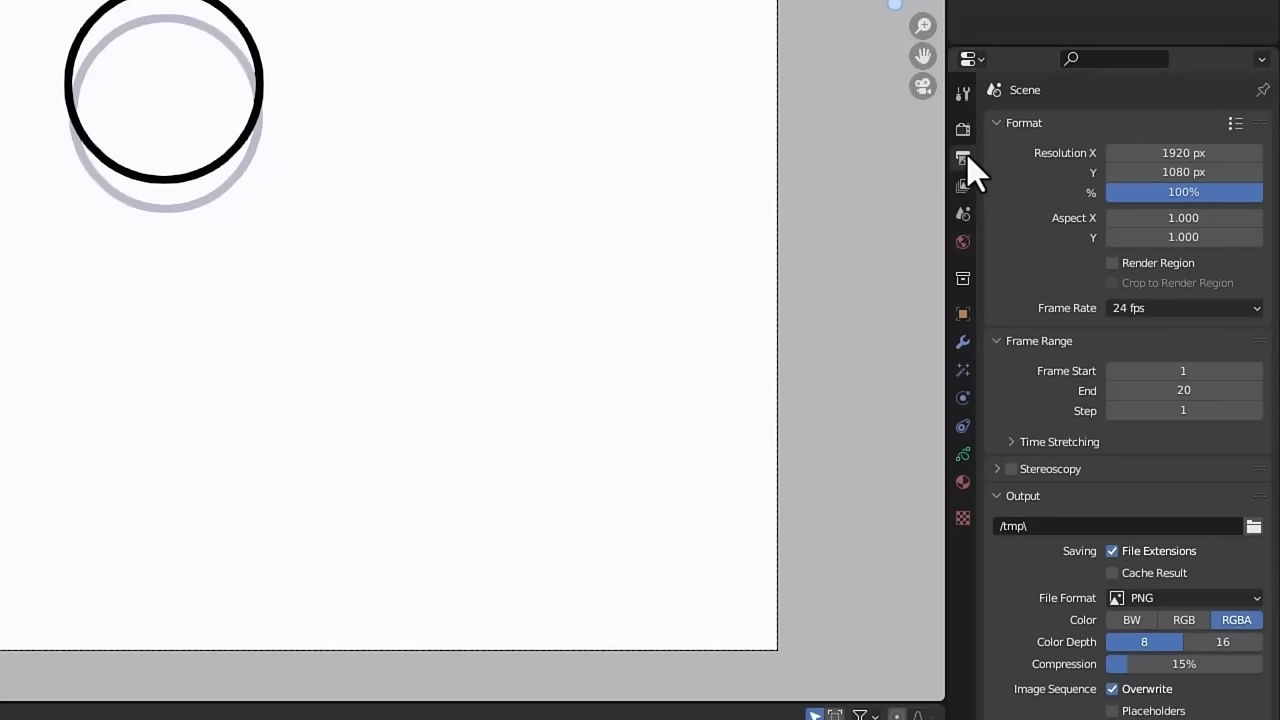 Scene
Format
Resolution X 1920 px
Y 1080 px
% 100%
Aspect X 1.000
Y 1.000
Render Region
Crop to Render Region
Frame Rate 24 fps
Frame Range
Frame Start 1
End 20
Step 1
Time Stretching
Stereoscopy
Output
/tmp\
Saving File Extensions
Cache Result
File Format PNG
Color BW RGB RGBA
Color Depth 8 16
Compression 15%
Image Sequence Overwrite
Placeholders